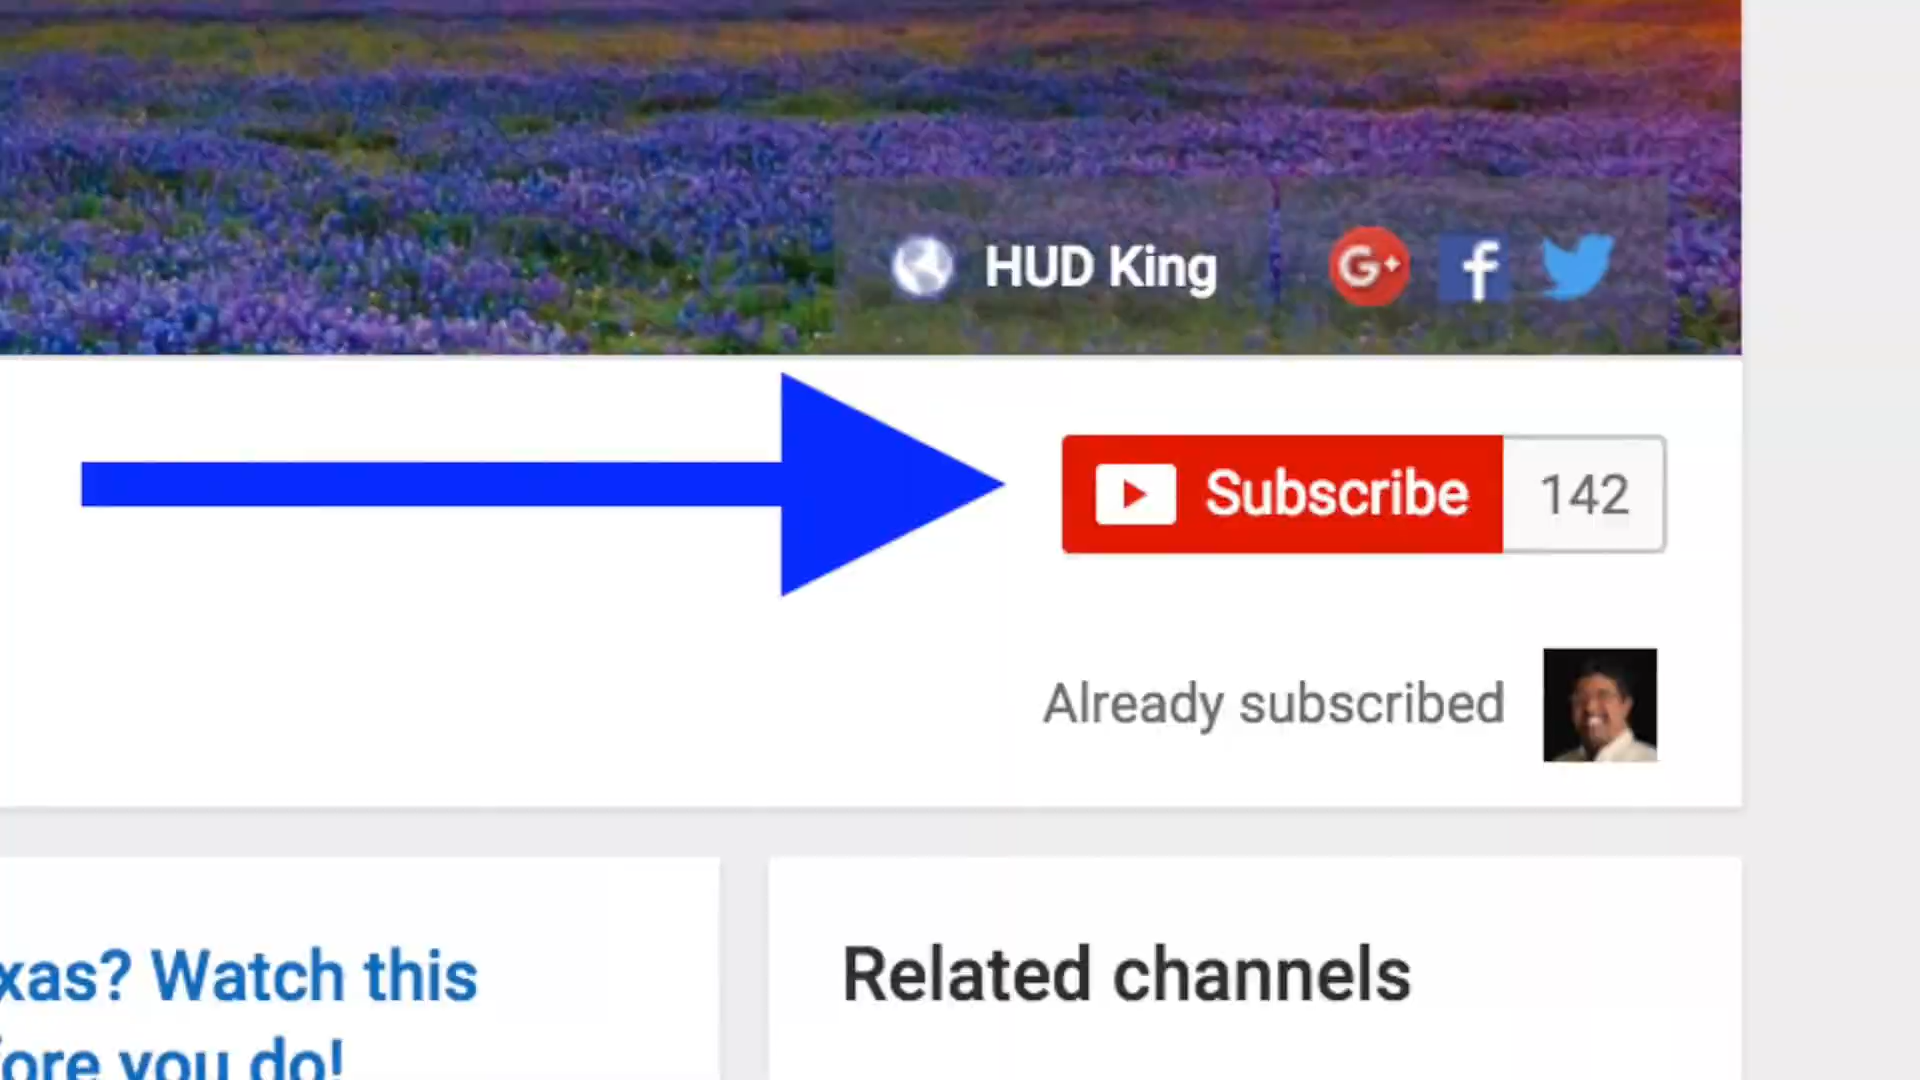 HUD King
G+
f
Subscribe 142
Already subscribed
xas? Watch this
ore you do!
Related channels